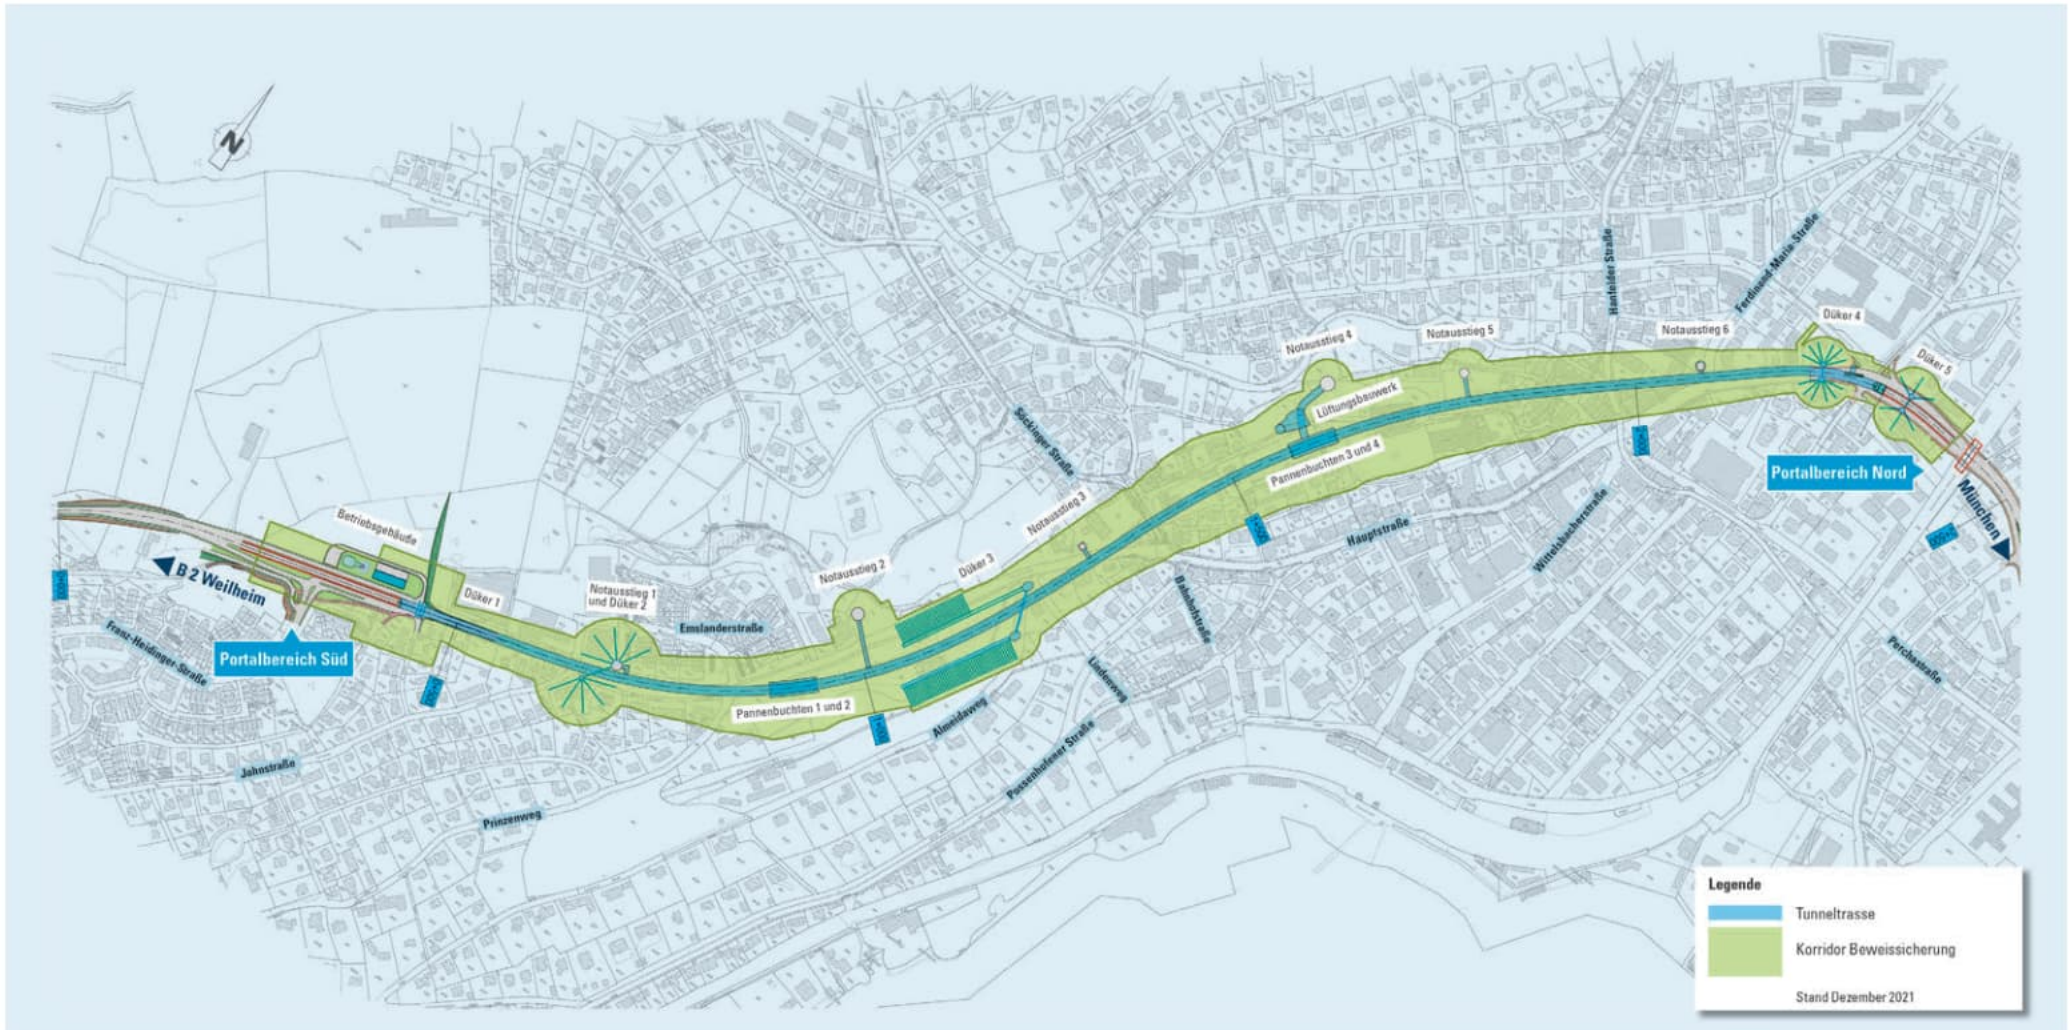 N
Hanfelder Straße
Ferdinand-Maria-Straße
Düker 4
Notausstieg 6
Notausstieg 5
Notausstieg 4
Düker 5
Lüftungsbauwerk
Söckinger Straße
Pannenbuchten 3 und 4
Portalbereich Nord
München
Notausstieg 3
Hauptstraße
Wittelsbacherstraße
Betriebsgebäude
B 2 Weilheim
Düker 1
Notausstieg 1
und Düker 2
Notausstieg 2
Düker 3
Bahnhofstraße
Emslanderstraße
Franz-Heidinger-Straße
Portalbereich Süd
Perchastraße
Lindenweg
Pannenbuchten 1 und 2
Almeidaweg
Possenhofener Straße
Jahnstraße
Prinzenweg
Legende
Tunneltrasse
Korridor Beweissicherung
Stand Dezember 2021